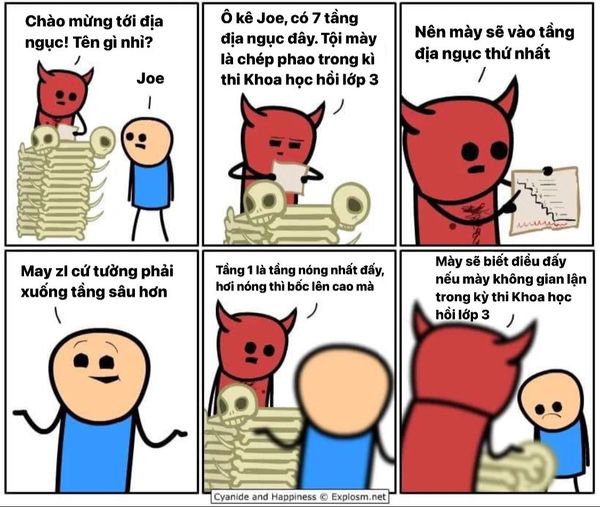 Chào mừng tới địa
ngục! Tên gì nhỉ?
Joe
Ô kê Joe, có 7 tầng
địa ngục đây. Tội mày
là chép phao trong kì
thi Khoa học hồi lớp 3
Nên mày sẽ vào tầng
địa ngục thứ nhất
May zl cứ tưởng phải
xuống tầng sâu hơn
Tầng 1 là tầng nóng nhất đấy,
hơi nóng thì bốc lên cao mà
Mày sẽ biết điều đấy
nếu mày không gian lận
trong kỳ thi Khoa học
hồi lớp 3
Cyanide and Happiness © Explosm.net